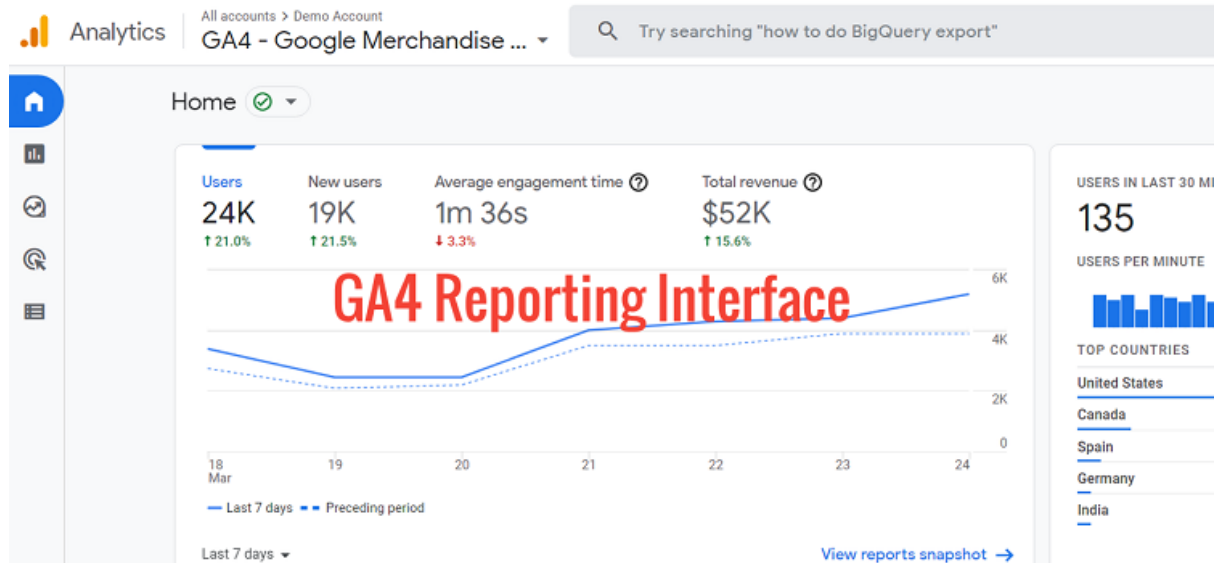 Analytics
All accounts > Demo Account
GA4 - Google Merchandise ...
Try searching "how to do BigQuery export"
Home
Users
24K
↑ 21.0%
New users
19K
↑ 21.5%
Average engagement time
1m 36s
↓ 3.3%
Total revenue
$52K
↑ 15.6%
GA4 Reporting Interface
6K
4K
2K
0
18
Mar
19
20
21
22
23
24
Last 7 days
Preceding period
Last 7 days
View reports snapshot →
USERS IN LAST 30 MI
135
USERS PER MINUTE
TOP COUNTRIES
United States
Canada
Spain
Germany
India